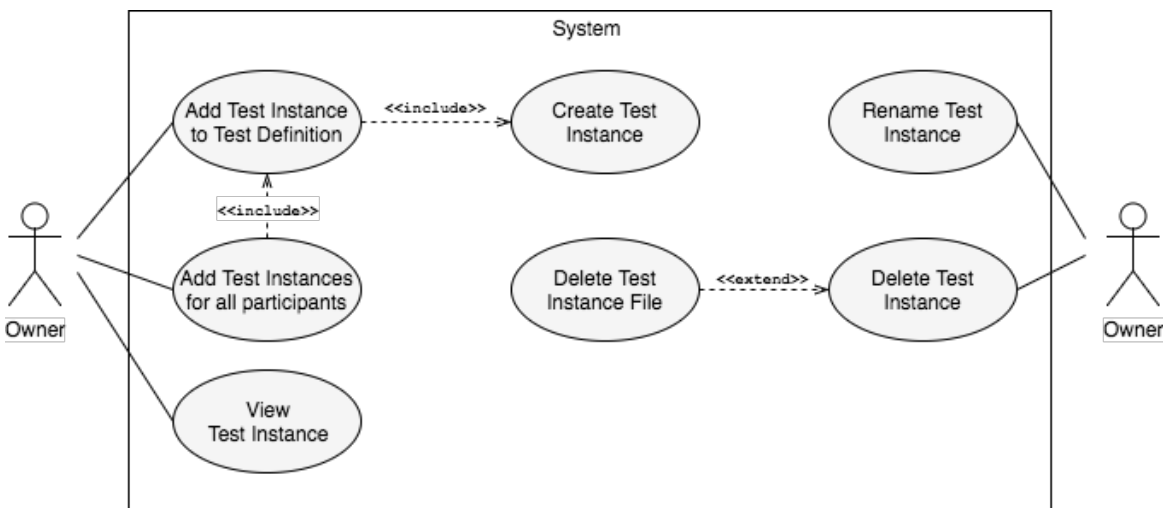 System
Add Test Instance
to Test Definition
<<include>>
Create Test
Instance
Rename Test
Instance
<<include>>
Add Test Instances
for all participants
Delete Test
Instance File
<<extend>>
Delete Test
Instance
Owner
Owner
View
Test Instance